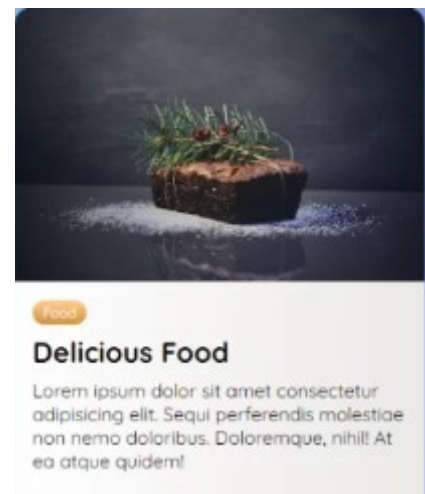 Food
Delicious Food
Lorem ipsum dolor sit amet consectetur
adipisicing elit. Sequi perferendis molestiae
non nemo doloribus. Doloremque, nihil! At
ea atque quidem!